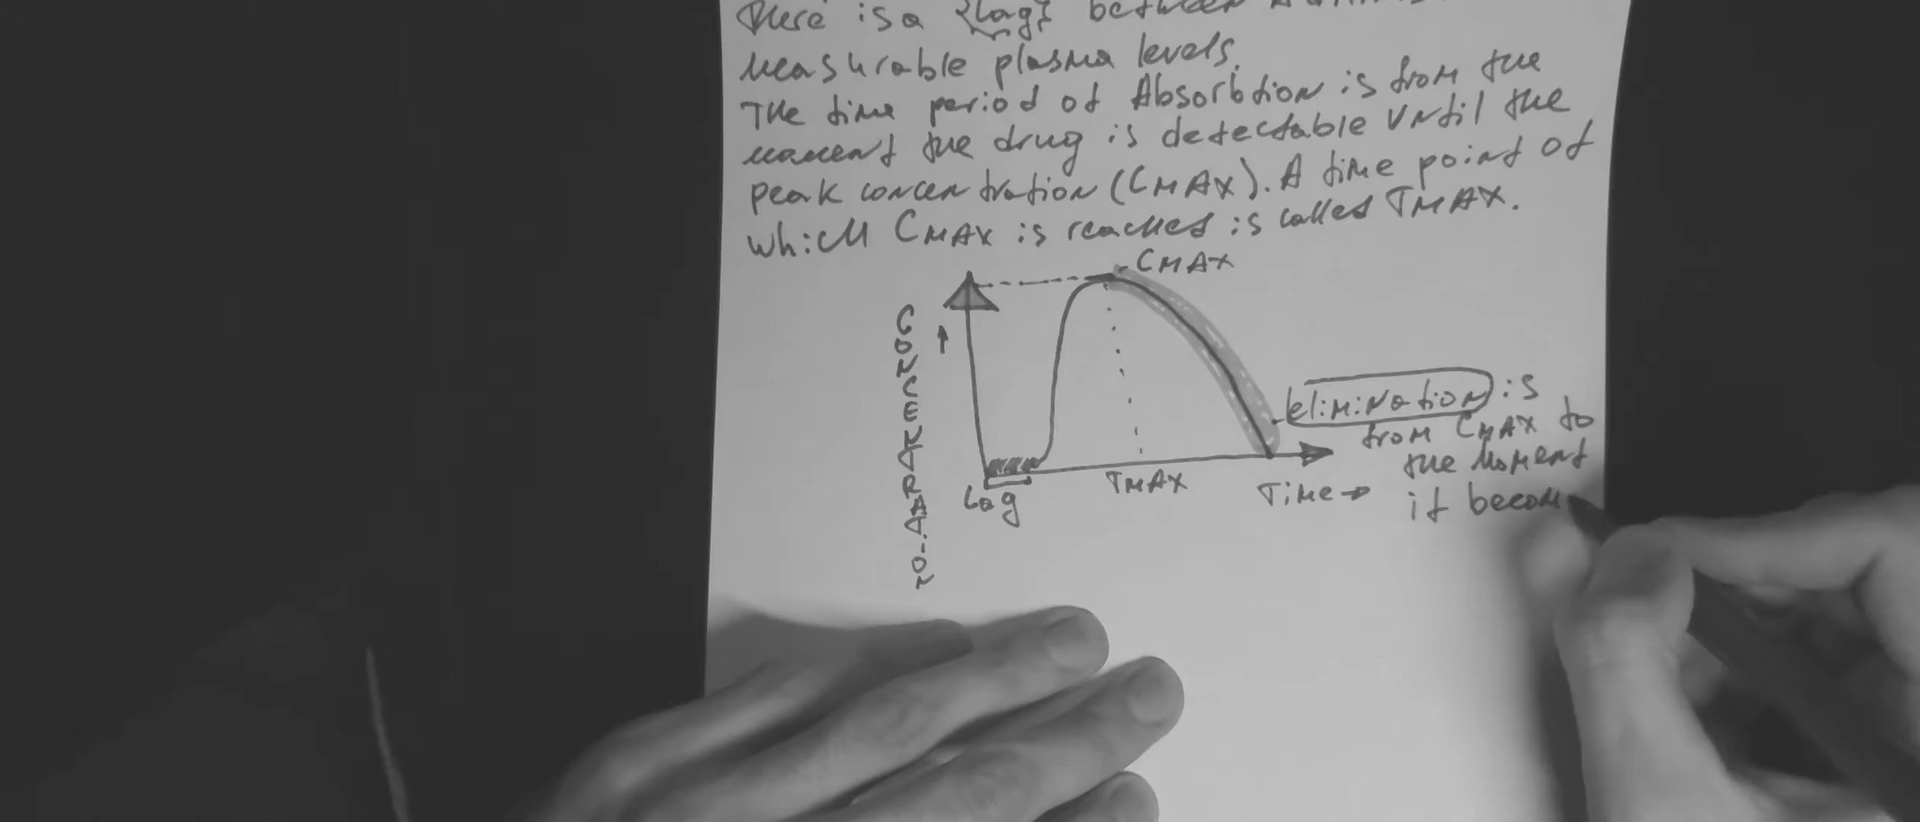 There is a {lag} between
measurable plasma levels.
The time period of Absorbtion is from the
moment the drug is detectable until the
peak concentration (CMAX). A time point of
which CMAX is reached is called TMAX.
CMAX
CONCENTRATION
Lag
TMAX
Time
elimination is
from CMAX to
the moment
it becom